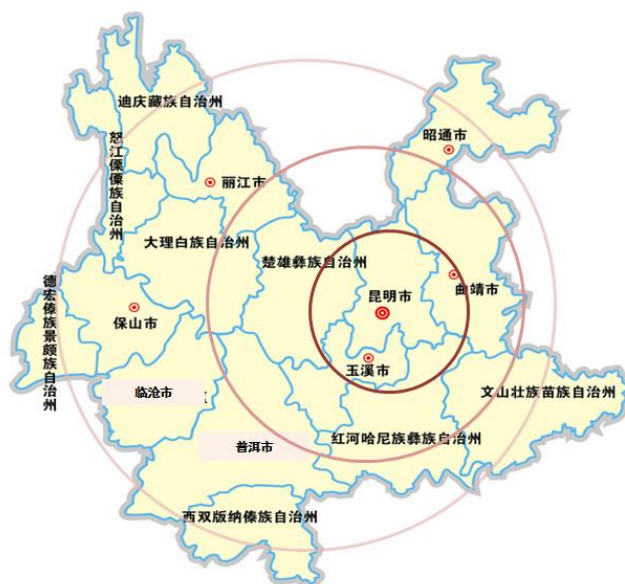 迪庆藏族自治州
昭通市
怒江傈僳族自治州
丽江市
大理白族自治州
楚雄彝族自治州
德宏傣族景颇族自治州
昆明市
曲靖市
保山市
玉溪市
临沧市
文山壮族苗族自治州
普洱市
红河哈尼族彝族自治州
西双版纳傣族自治州